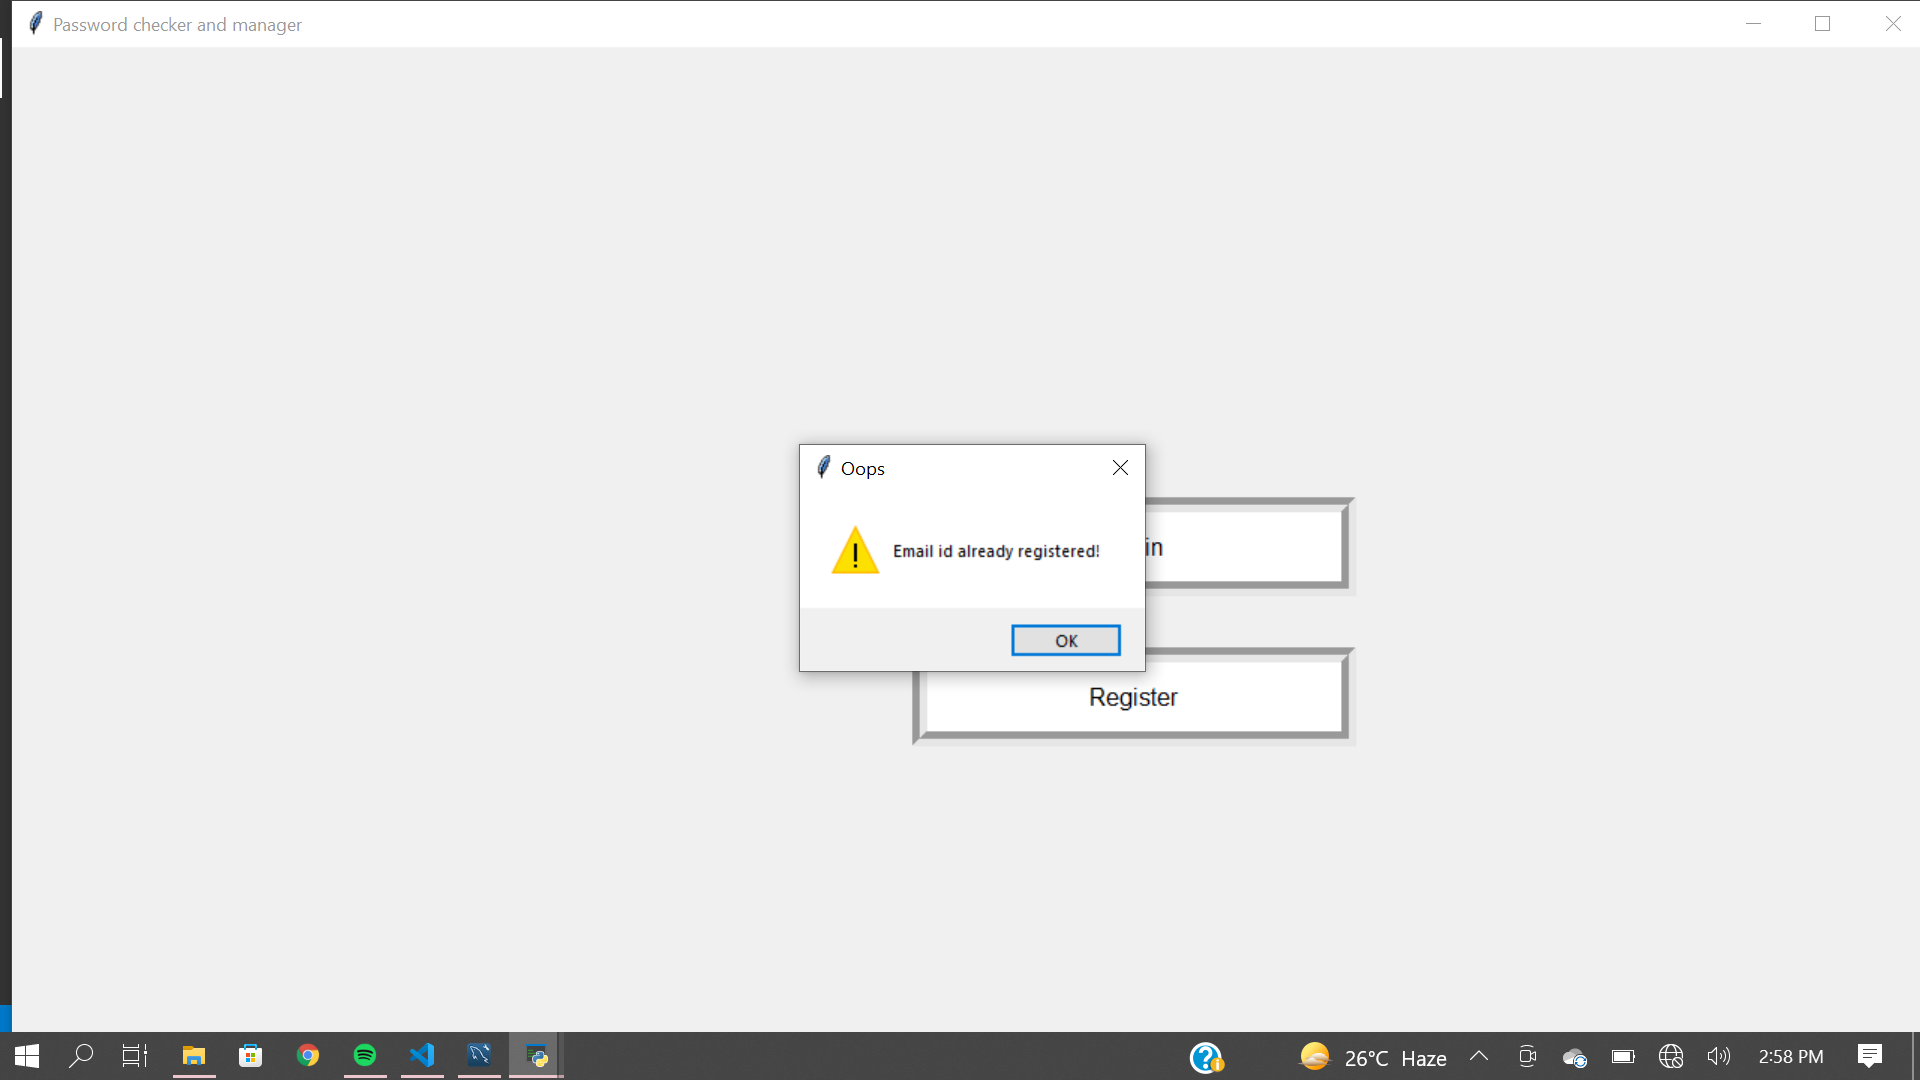 Password checker and manager
Oops
Email id already registered!
OK
in
Register
26°C Haze
2:58 PM